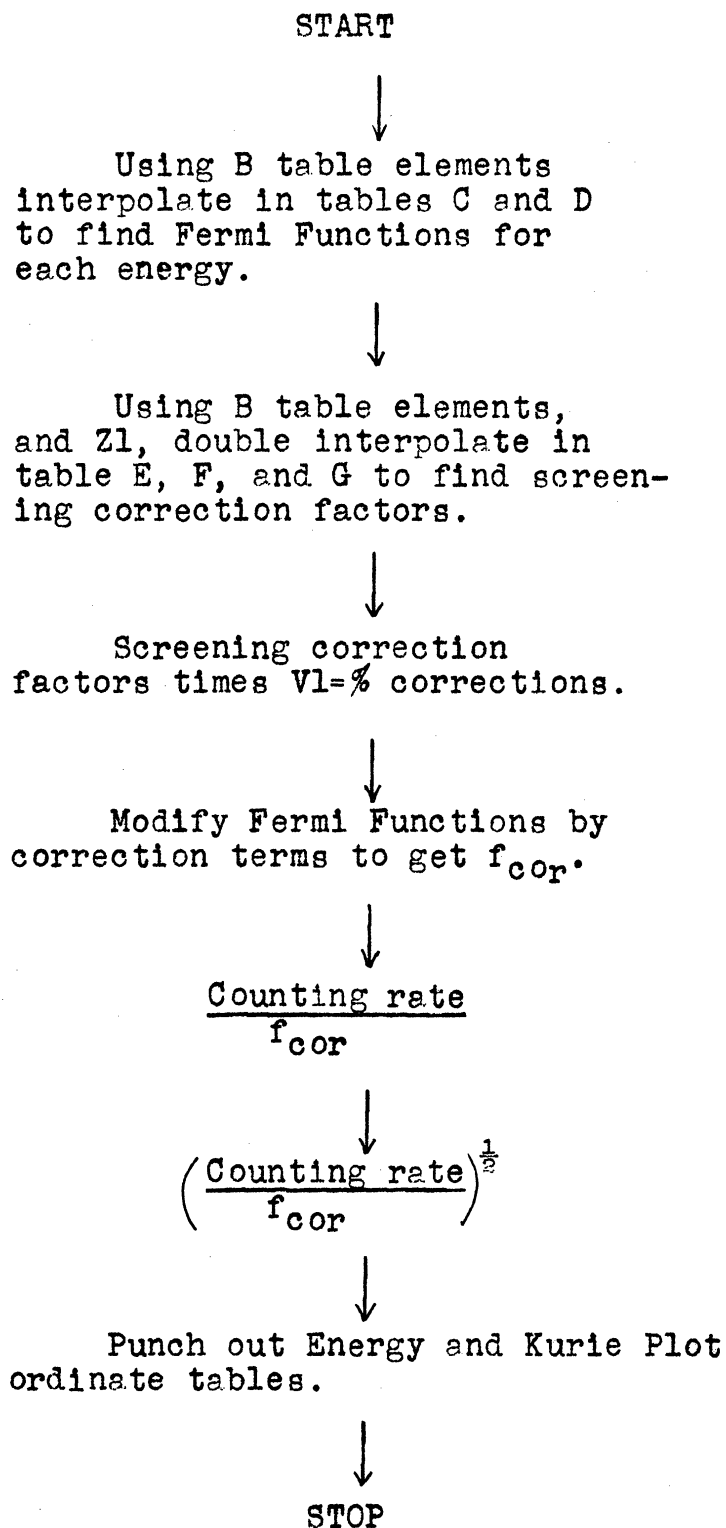 START
Using B table elements
interpolate in tables C and D
to find Fermi Functions for
each energy.
Using B table elements,
and Z1, double interpolate in
table E, F, and G to find screen-
ing correction factors.
Screening correction
factors times V1=% corrections.
Modify Fermi Functions by
correction terms to get fcor.
Counting rate
fcor
(Counting rate)½
fcor
Punch out Energy and Kurie Plot
ordinate tables.
STOP